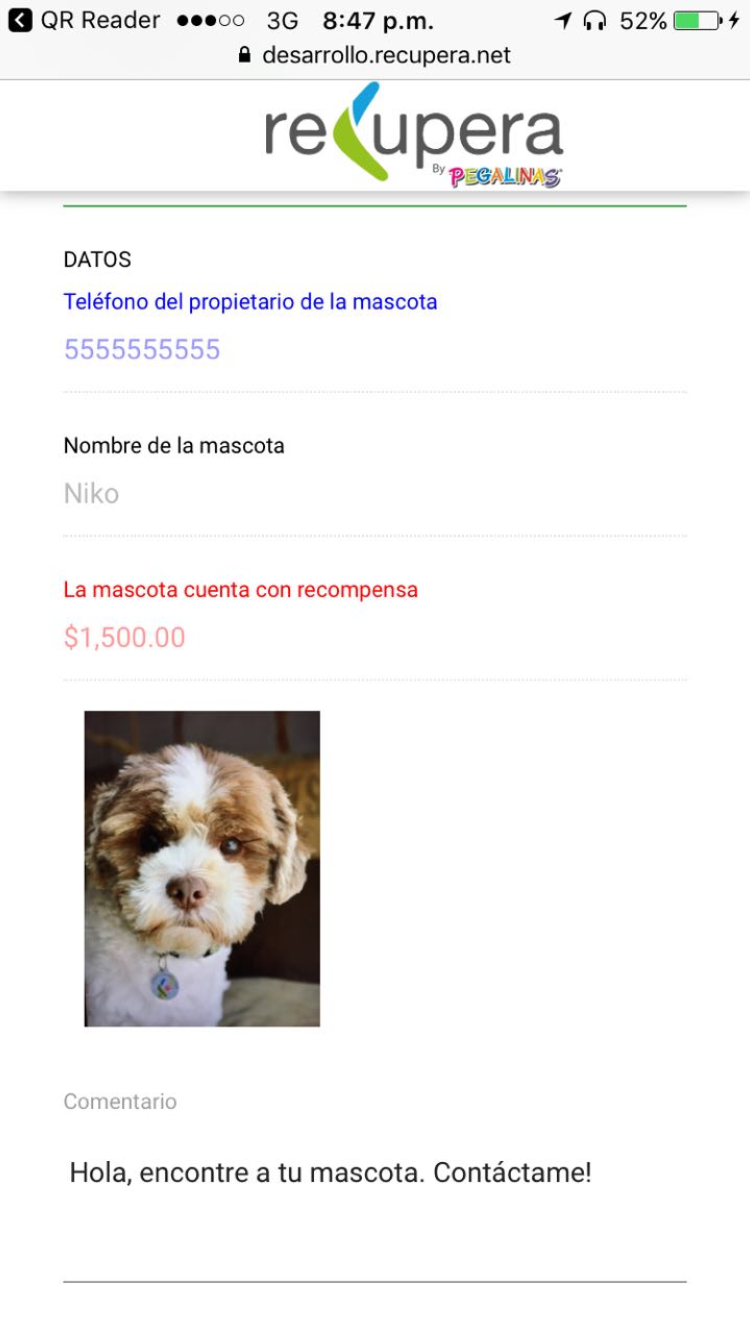 QR Reader 3G 8:47 p.m. 52%
desarrollo.recupera.net
recupera
By PEGALINAS
DATOS
Teléfono del propietario de la mascota
5555555555
Nombre de la mascota
Niko
La mascota cuenta con recompensa
$1,500.00
Comentario
Hola, encontre a tu mascota. Contáctame!